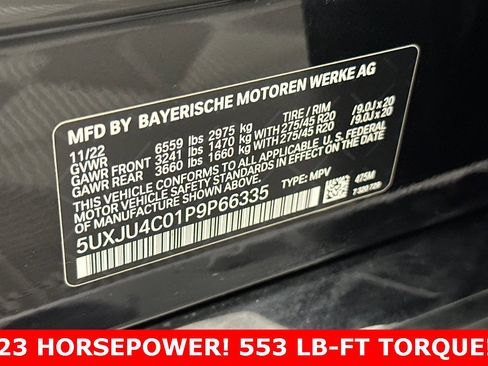 MFD BY BAYERISCHE MOTOREN WERKE AG
11/22 6559 lbs 2975 kg TIRE / RIM
GVWR
GAWR FRONT 3241 lbs 1470 kg WITH 275/45 R20 /9.0J x 20
GAWR REAR 3660 lbs 1660 kg WITH 275/45 R20 /9.0J x 20
THIS VEHICLE CONFORMS TO ALL APPLICABLE U.S. FEDERAL
MOTOR VEHICLE SAFETY STANDARDS IN EFFECT ON THE
DATE OF MANUFACTURE SHOWN ABOVE.
5UXJU4C01P9P66335 TYPE: MPV 475M
23 HORSEPOWER! 553 LB-FT TORQUE!